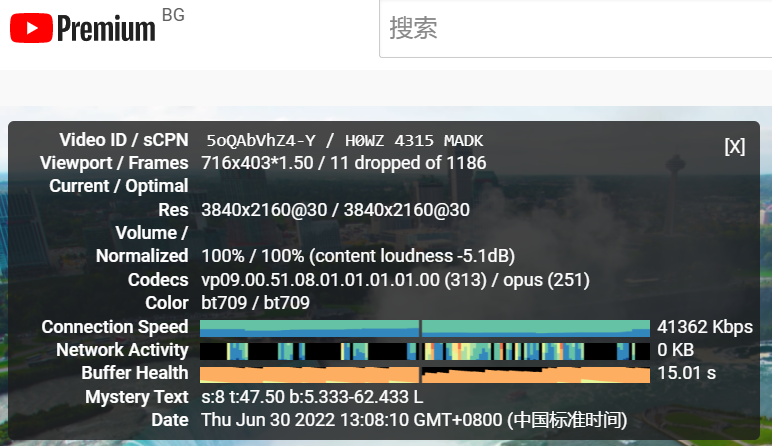 Premium BG
搜索
Video ID / sCPN 5oQAbVhZ4-Y / H0WZ 4315 MADK [X]
Viewport / Frames 716x403*1.50 / 11 dropped of 1186
Current / Optimal
Res 3840x2160@30 / 3840x2160@30
Volume /
Normalized 100% / 100% (content loudness -5.1dB)
Codecs vp09.00.51.08.01.01.01.01.00 (313) / opus (251)
Color bt709 / bt709
Connection Speed 41362 Kbps
Network Activity 0 KB
Buffer Health 15.01 s
Mystery Text s:8 t:47.50 b:5.333-62.433 L
Date Thu Jun 30 2022 13:08:10 GMT+0800 (中国标准时间)